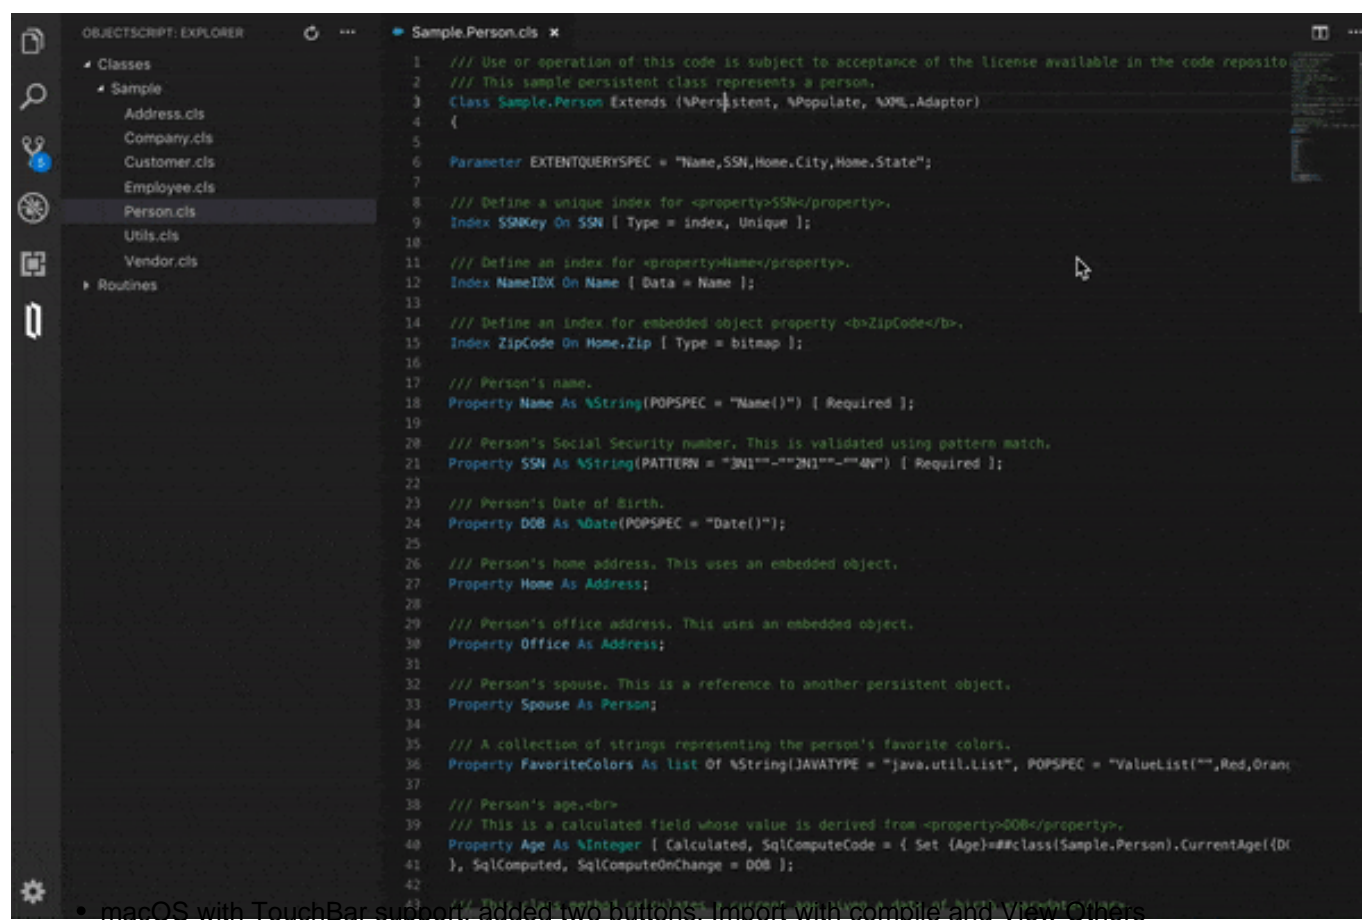 OBJECTSCRIPT: EXPLORER
Classes
Sample
Address.cls
Company.cls
Customer.cls
Employee.cls
Person.cls
Utils.cls
Vendor.cls
Routines
5
Sample.Person.cls
1 /// Use or operation of this code is subject to acceptance of the license available in the code reposito
2 /// This sample persistent class represents a person.
3 Class Sample.Person Extends (%Persistent, %Populate, %XML.Adaptor)
4 {
5
6 Parameter EXTENTQUERYSPEC = "Name,SSN,Home.City,Home.State";
7
8 /// Define a unique index for <property>SSN</property>.
9 Index SSNKey On SSN [ Type = index, Unique ];
10
11 /// Define an index for <property>Name</property>.
12 Index NameIDX On Name [ Data = Name ];
13
14 /// Define an index for embedded object property <b>ZipCode</b>.
15 Index ZipCode On Home.Zip [ Type = bitmap ];
16
17 /// Person's name.
18 Property Name As %String(POPSPEC = "Name()") [ Required ];
19
20 /// Person's Social Security number. This is validated using pattern match.
21 Property SSN As %String(PATTERN = "3N1""-""2N1""-""4N") [ Required ];
22
23 /// Person's Date of Birth.
24 Property DOB As %Date(POPSPEC = "Date()");
25
26 /// Person's home address. This uses an embedded object.
27 Property Home As Address;
28
29 /// Person's office address. This uses an embedded object.
30 Property Office As Address;
31
32 /// Person's spouse. This is a reference to another persistent object.
33 Property Spouse As Person;
34
35 /// A collection of strings representing the person's favorite colors.
36 Property FavoriteColors As list Of %String(JAVATYPE = "java.util.List", POPSPEC = "ValueList("",Red,Orang
37
38 /// Person's age.<br>
39 /// This is a calculated field whose value is derived from <property>DOB</property>.
40 Property Age As %Integer [ Calculated, SqlComputeCode = { Set {Age}=##class(Sample.Person).CurrentAge({DO
41 }, SqlComputed, SqlComputeOnChange = DOB ];
42
• macOS with TouchBar support, added two buttons. Import with compile and View Others